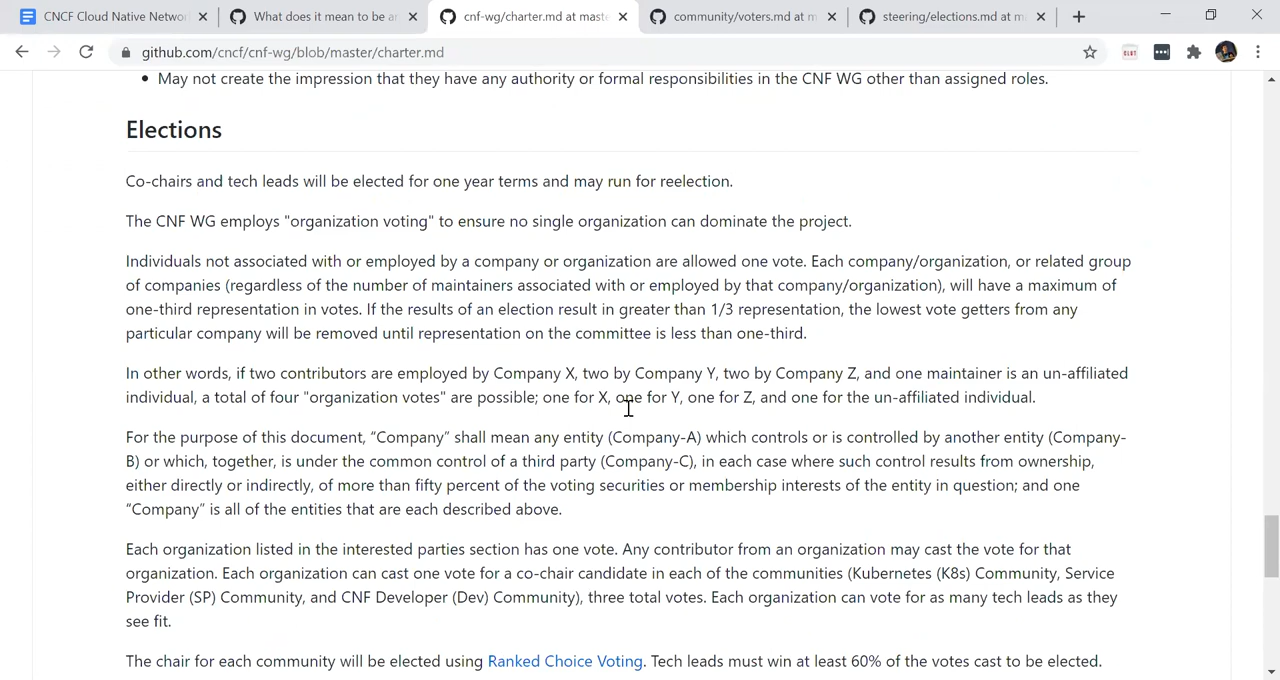 CNCF Cloud Native Networ
What does it mean to be an
cnf-wg/charter.md at maste
community/voters.md at m
steering/elections.md at m
github.com/cncf/cnf-wg/blob/master/charter.md
May not create the impression that they have any authority or formal responsibilities in the CNF WG other than assigned roles.
Elections
Co-chairs and tech leads will be elected for one year terms and may run for reelection.
The CNF WG employs "organization voting" to ensure no single organization can dominate the project.
Individuals not associated with or employed by a company or organization are allowed one vote. Each company/organization, or related group
of companies (regardless of the number of maintainers associated with or employed by that company/organization), will have a maximum of
one-third representation in votes. If the results of an election result in greater than 1/3 representation, the lowest vote getters from any
particular company will be removed until representation on the committee is less than one-third.
In other words, if two contributors are employed by Company X, two by Company Y, two by Company Z, and one maintainer is an un-affiliated
individual, a total of four "organization votes" are possible; one for X, one for Y, one for Z, and one for the un-affiliated individual.
For the purpose of this document, “Company” shall mean any entity (Company-A) which controls or is controlled by another entity (Company-
B) or which, together, is under the common control of a third party (Company-C), in each case where such control results from ownership,
either directly or indirectly, of more than fifty percent of the voting securities or membership interests of the entity in question; and one
“Company” is all of the entities that are each described above.
Each organization listed in the interested parties section has one vote. Any contributor from an organization may cast the vote for that
organization. Each organization can cast one vote for a co-chair candidate in each of the communities (Kubernetes (K8s) Community, Service
Provider (SP) Community, and CNF Developer (Dev) Community), three total votes. Each organization can vote for as many tech leads as they
see fit.
The chair for each community will be elected using Ranked Choice Voting. Tech leads must win at least 60% of the votes cast to be elected.